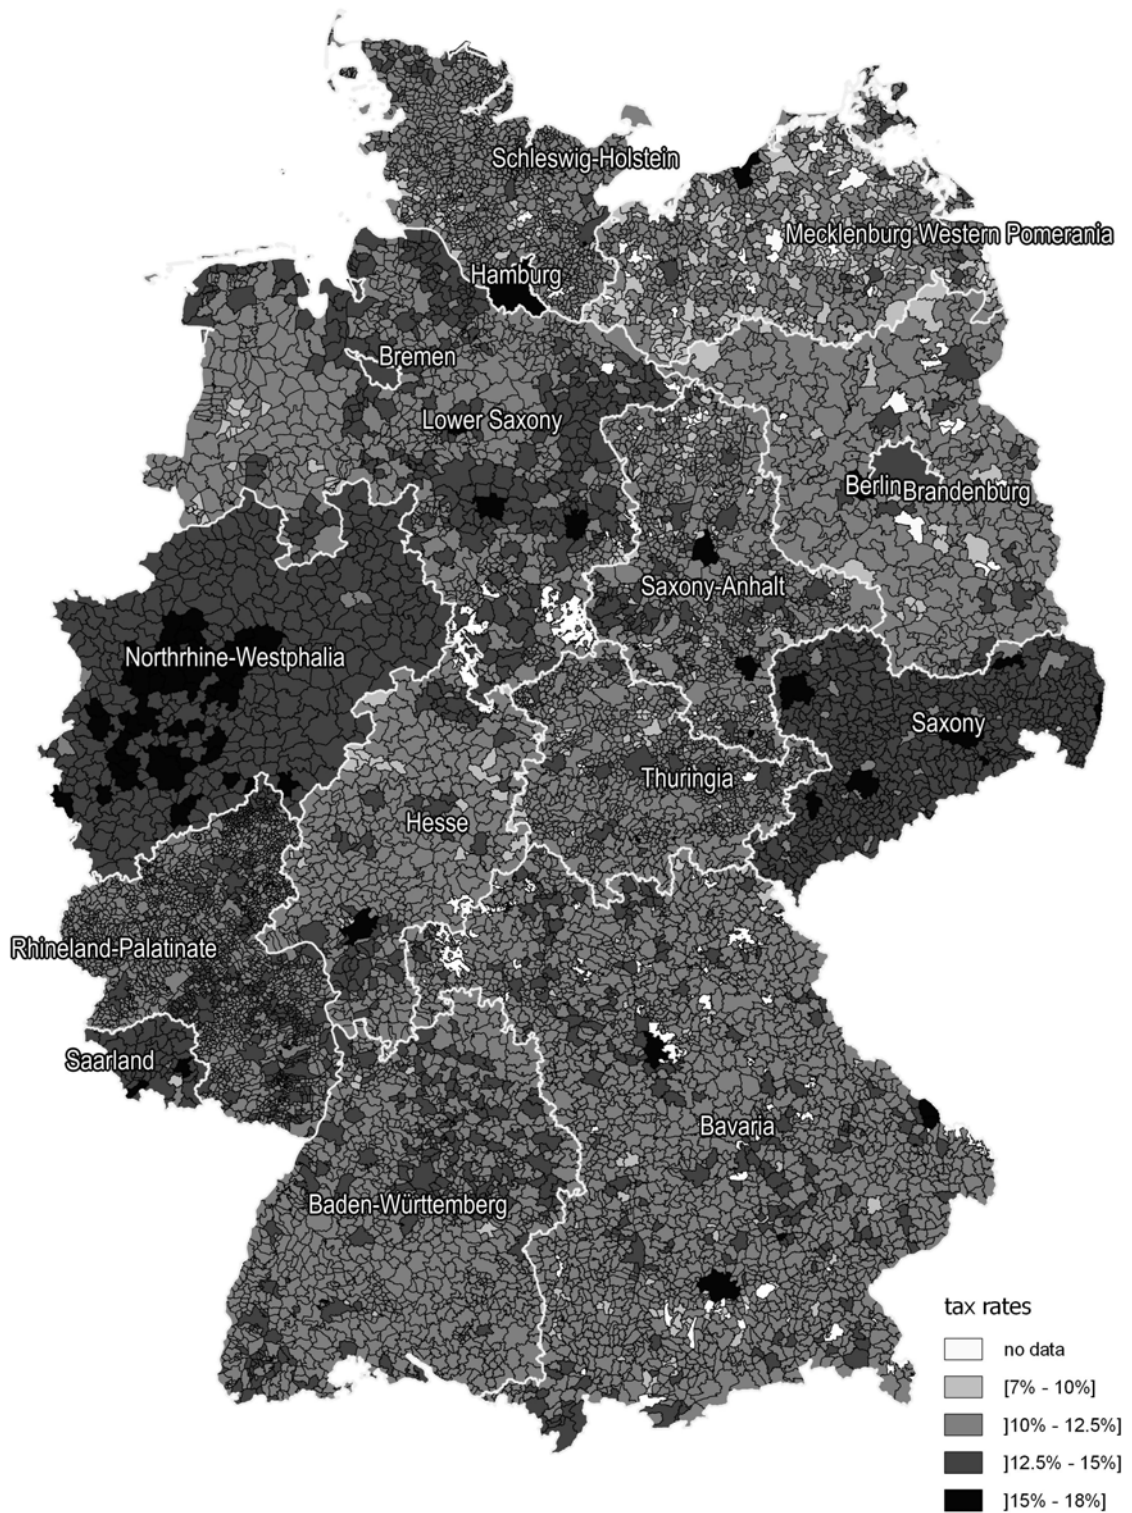 Schleswig-Holstein
Mecklenburg Western Pomerania
Hamburg
Bremen
Lower Saxony
Berlin
Brandenburg
Saxony-Anhalt
Northrhine-Westphalia
Saxony
Thuringia
Hesse
Rhineland-Palatinate
Saarland
Bavaria
Baden-Württemberg
tax rates
no data
[7% - 10%]
]10% - 12.5%]
]12.5% - 15%]
]15% - 18%]